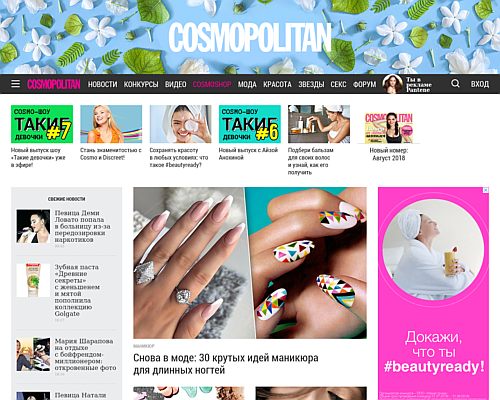 COSMOPOLITAN
COSMOPOLITAN
НОВОСТИ
КОНКУРСЫ
ВИДЕО
COSMOSHOP
МОДА
КРАСОТА
ЗВЕЗДЫ
СЕКС
ФОРУМ
Ты в
рекламе
Pantene
ВХОД
COSMO-BOY
ТАКИЕ
ДЕВОЧКИ #7
Новый выпуск шоу
«Такие девочки» уже
в эфире!
Стань знаменитостью с
Cosmo и Discreet!
Сохранять красоту
в любых условиях: что
такое #beautyready?
COSMO-BOY
ТАКИЕ
ДЕВОЧКИ #6
Новый выпуск с Айзой
Анохиной
Подбери бальзам
для своих волос
и узнай, как его
получить
COSMOPOLITAN
Новый номер:
Август 2018
СВЕЖИЕ НОВОСТИ
Певица Деми
Ловато попала
в больницу из-за
передозировки
наркотиков
Зубная паста
«Древние
секреты»
с женьшенем
и мятой
пополнила
коллекцию
Colgate
Мария Шарапова
на отдыхе
с бойфрендом-
миллионером:
откровенные фото
Певица Натали
МАНИКЮР
Снова в моде: 30 крутых идей маникюра
для длинных ногтей
Докажи,
что ты
#beautyready!